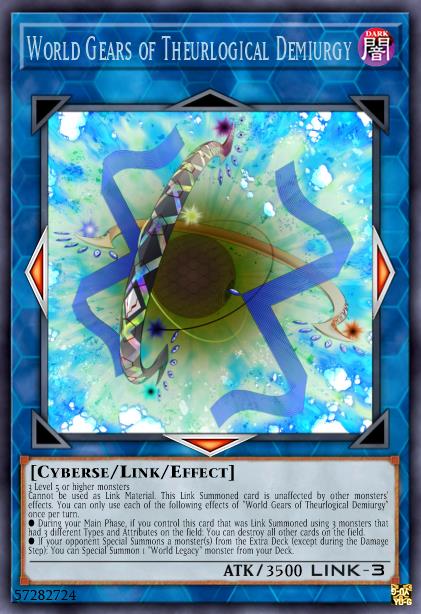 World Gears of Theurlogical Demiurgy
DARK
闇
[Cyberse/Link/Effect]
3 Level 5 or higher monsters
Cannot be used as Link Material. This Link Summoned card is unaffected by other monsters'
effects. You can only use each of the following effects of "World Gears of Theurlogical Demiurgy"
once per turn.
● During your Main Phase, if you control this card that was Link Summoned using 3 monsters that
had 3 different Types and Attributes on the field: You can destroy all other cards on the field.
● If your opponent Special Summons a monster(s) from the Extra Deck (except during the Damage
Step): You can Special Summon 1 "World Legacy" monster from your Deck.
ATK/3500 LINK-3
57282724